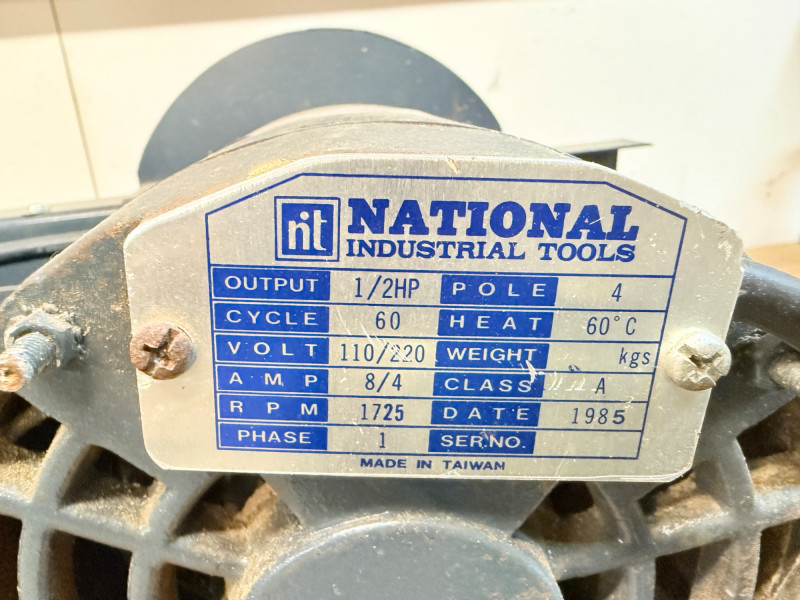 nit NATIONAL
INDUSTRIAL TOOLS
OUTPUT 1/2HP POLE 4
CYCLE 60 HEAT 60°C
VOLT 110/220 WEIGHT kgs
AMP 8/4 CLASS A
RPM 1725 DATE 1985
PHASE 1 SER.NO.
MADE IN TAIWAN